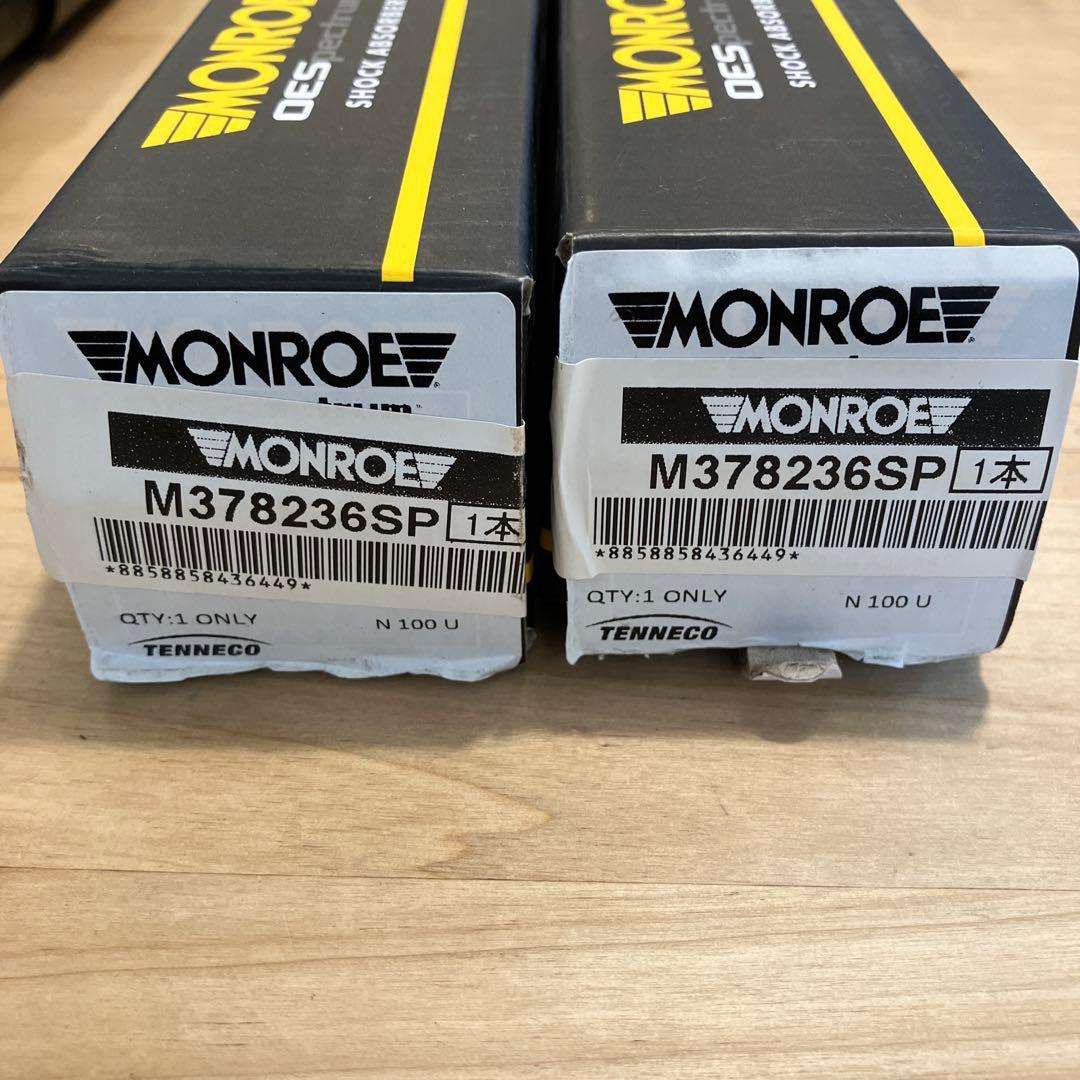 MONROE
OESpectrum
SHOCK ABSORBER
MONROE
trum™
MONROE
M378236SP 1本
*8858858436449*
QTY:1 ONLY N 100 U
TENNECO
MONROE
OESpectrum
SHOCK ABSORBER
MONROE®
MONROE
M378236SP 1本
*8858858436449*
QTY:1 ONLY N 100 U
TENNECO